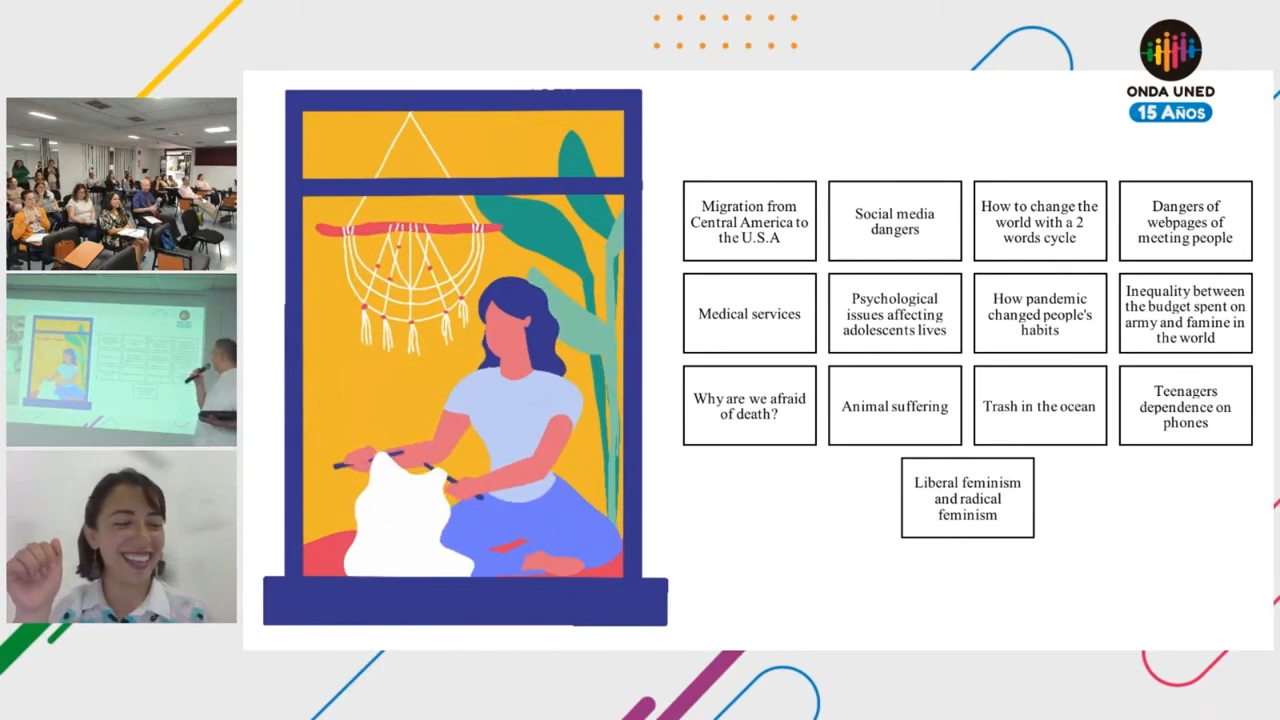 ONDA UNED
15 AÑOS
Migration from
Central America to
the U.S.A
Social media
dangers
How to change the
world with a 2
words cycle
Dangers of
webpages of
meeting people
Medical services
Psychological
issues affecting
adolescents lives
How pandemic
changed people's
habits
Inequality between
the budget spent on
army and famine in
the world
Why are we afraid
of death?
Animal suffering
Trash in the ocean
Teenagers
dependence on
phones
Liberal feminism
and radical
feminism